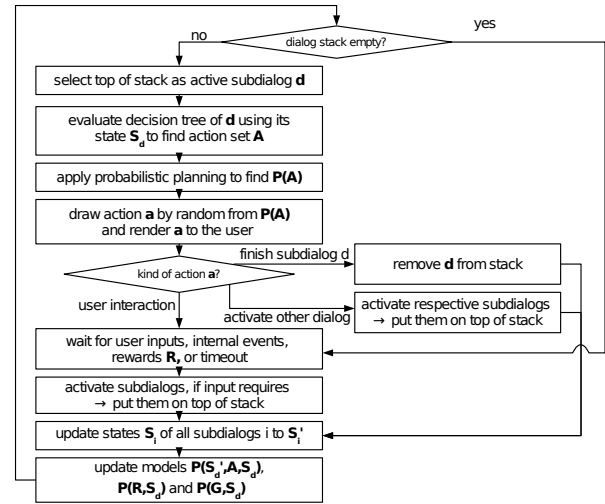 dialog stack empty?
yes
no
select top of stack as active subdialog d
evaluate decision tree of d using its
state S_d to find action set A
apply probabilistic planning to find P(A)
draw action a by random from P(A)
and render a to the user
kind of action a?
finish subdialog d
remove d from stack
user interaction
activate other dialog
activate respective subdialogs
→ put them on top of stack
wait for user inputs, internal events,
rewards R, or timeout
activate subdialogs, if input requires
→ put them on top of stack
update states S_i of all subdialogs i to S_i'
update models P(S_d',A,S_d),
P(R,S_d) and P(G,S_d)